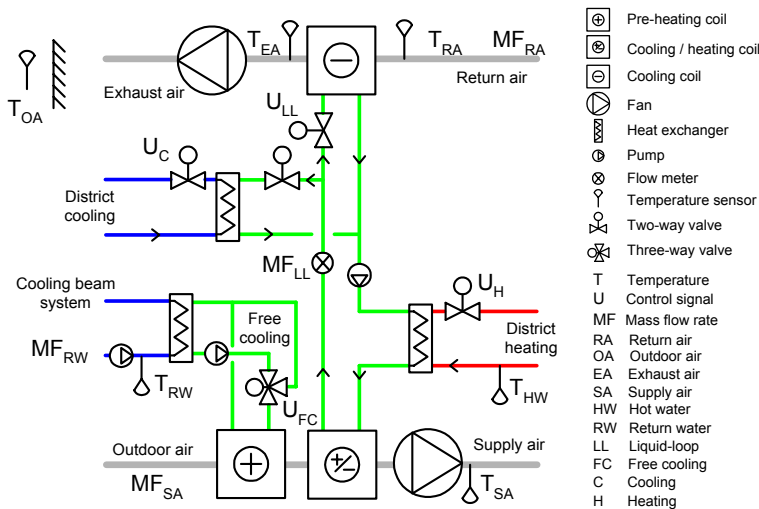 T_EA
T_RA
MF_RA
Exhaust air
Return air
T_OA
U_LL
U_C
District
cooling
MF_LL
Cooling beam
system
U_H
Free
cooling
District
heating
MF_RW
T_RW
U_FC
T_HW
Outdoor air
Supply air
MF_SA
T_SA
Pre-heating coil
Cooling / heating coil
Cooling coil
Fan
Heat exchanger
Pump
Flow meter
Temperature sensor
Two-way valve
Three-way valve
T Temperature
U Control signal
MF Mass flow rate
RA Return air
OA Outdoor air
EA Exhaust air
SA Supply air
HW Hot water
RW Return water
LL Liquid-loop
FC Free cooling
C Cooling
H Heating